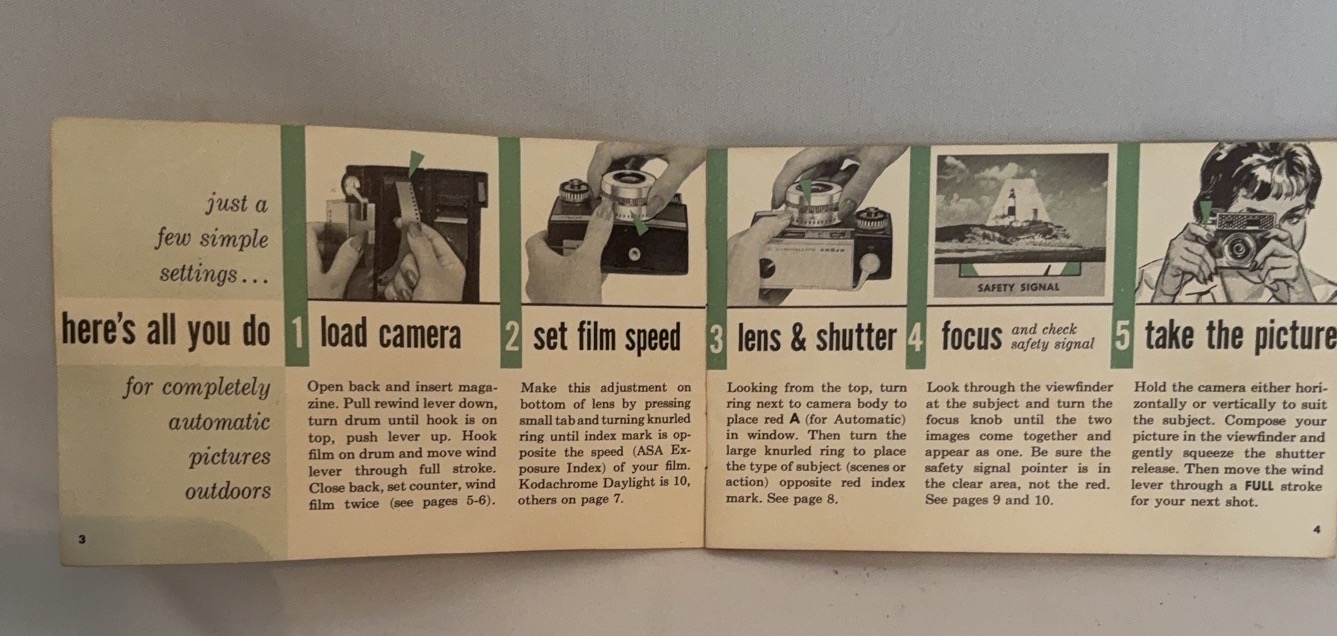 just a
few simple
settings...
here's all you do
for completely
automatic
pictures
outdoors
3
1 load camera
Open back and insert maga-
zine. Pull rewind lever down,
turn drum until hook is on
top, push lever up. Hook
film on drum and move wind
lever through full stroke.
Close back, set counter, wind
film twice (see pages 5-6).
2 set film speed
Make this adjustment on
bottom of lens by pressing
small tab and turning knurled
ring until index mark is op-
posite the speed (ASA Ex-
posure Index) of your film.
Kodachrome Daylight is 10,
others on page 7.
3 lens & shutter
Looking from the top, turn
ring next to camera body to
place red A (for Automatic)
in window. Then turn the
large knurled ring to place
the type of subject (scenes or
action) opposite red index
mark. See page 8.
SAFETY SIGNAL
4 focus and check
safety signal
Look through the viewfinder
at the subject and turn the
focus knob until the two
images come together and
appear as one. Be sure the
safety signal pointer is in
the clear area, not the red.
See pages 9 and 10.
5 take the picture
Hold the camera either hori-
zontally or vertically to suit
the subject. Compose your
picture in the viewfinder and
gently squeeze the shutter
release. Then move the wind
lever through a FULL stroke
for your next shot.
4